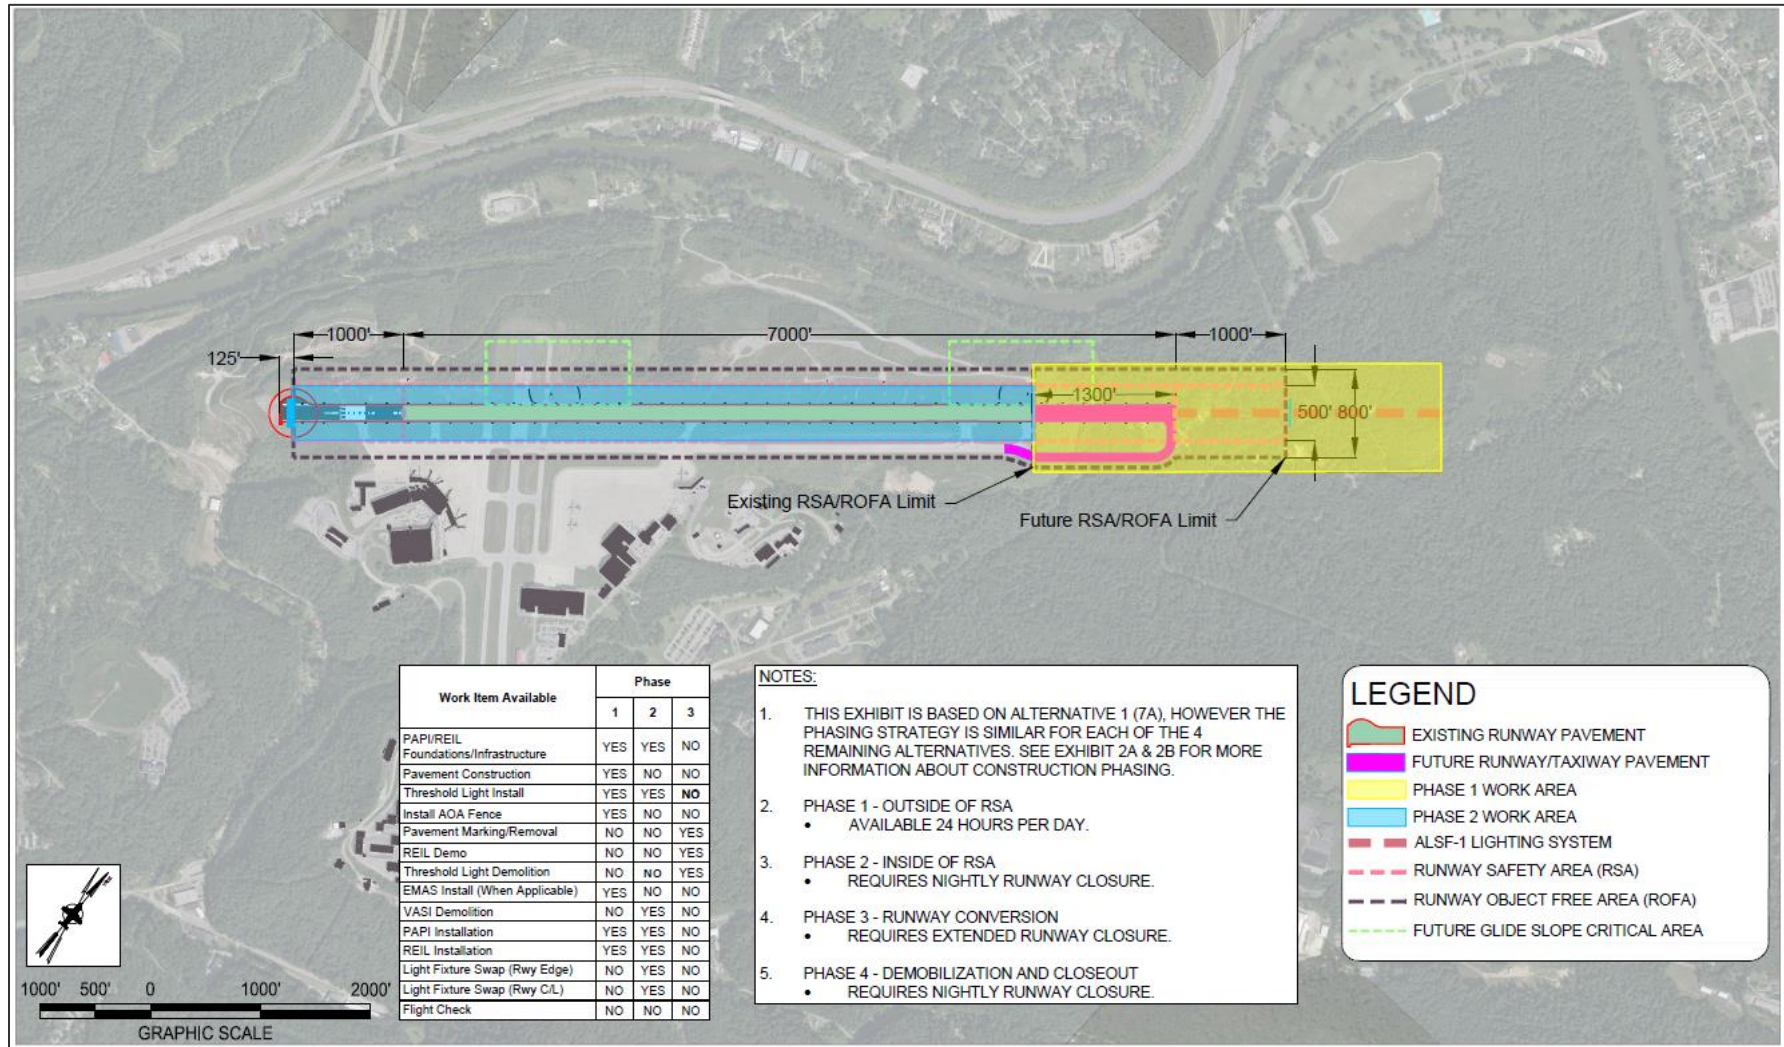 1000'
7000'
1000'
125'
1300'
500' 800'
Existing RSA/ROFA Limit
Future RSA/ROFA Limit
Work Item Available
Phase
1 2 3
PAPI/REIL
Foundations/Infrastructure YES YES NO
Pavement Construction YES NO NO
Threshold Light Install YES YES NO
Install AOA Fence YES NO NO
Pavement Marking/Removal NO NO YES
REIL Demo NO NO YES
Threshold Light Demolition NO NO YES
EMAS Install (When Applicable) YES NO NO
VASI Demolition NO YES NO
PAPI Installation YES YES NO
REIL Installation YES YES NO
Light Fixture Swap (Rwy Edge) NO YES NO
Light Fixture Swap (Rwy C/L) NO YES NO
Flight Check NO NO NO
NOTES:
1. THIS EXHIBIT IS BASED ON ALTERNATIVE 1 (7A), HOWEVER THE
PHASING STRATEGY IS SIMILAR FOR EACH OF THE 4
REMAINING ALTERNATIVES. SEE EXHIBIT 2A & 2B FOR MORE
INFORMATION ABOUT CONSTRUCTION PHASING.
2. PHASE 1 - OUTSIDE OF RSA
• AVAILABLE 24 HOURS PER DAY.
3. PHASE 2 - INSIDE OF RSA
• REQUIRES NIGHTLY RUNWAY CLOSURE.
4. PHASE 3 - RUNWAY CONVERSION
• REQUIRES EXTENDED RUNWAY CLOSURE.
5. PHASE 4 - DEMOBILIZATION AND CLOSEOUT
• REQUIRES NIGHTLY RUNWAY CLOSURE.
LEGEND
EXISTING RUNWAY PAVEMENT
FUTURE RUNWAY/TAXIWAY PAVEMENT
PHASE 1 WORK AREA
PHASE 2 WORK AREA
ALSF-1 LIGHTING SYSTEM
RUNWAY SAFETY AREA (RSA)
RUNWAY OBJECT FREE AREA (ROFA)
FUTURE GLIDE SLOPE CRITICAL AREA
1000' 500' 0 1000' 2000'
GRAPHIC SCALE